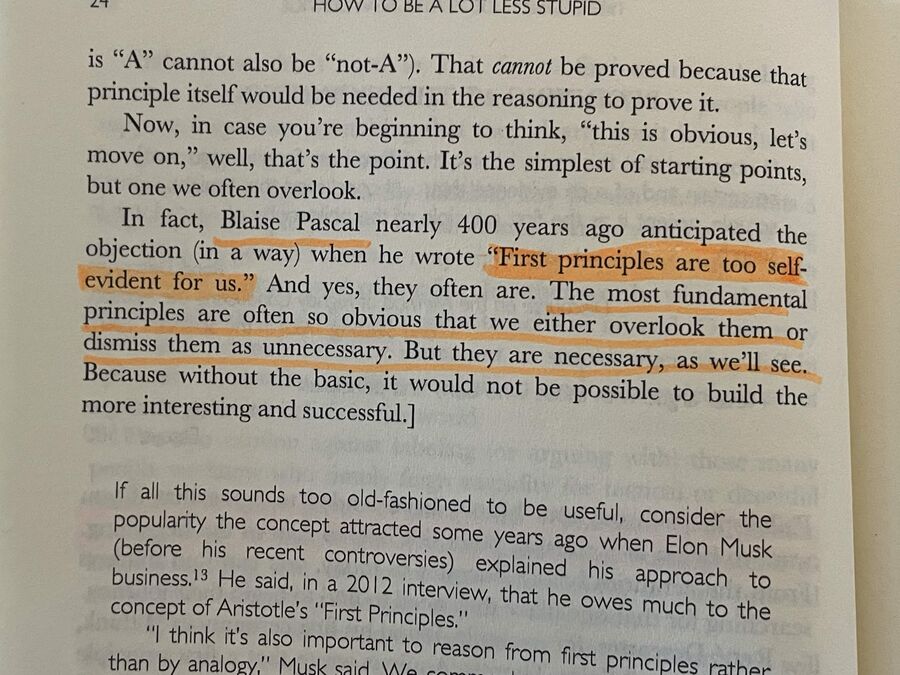 24 HOW TO BE A LOT LESS STUPID
is “A” cannot also be “not-A”). That cannot be proved because that
principle itself would be needed in the reasoning to prove it.
Now, in case you’re beginning to think, “this is obvious, let’s
move on,” well, that’s the point. It’s the simplest of starting points,
but one we often overlook.
In fact, Blaise Pascal nearly 400 years ago anticipated the
objection (in a way) when he wrote “First principles are too self-
evident for us.” And yes, they often are. The most fundamental
principles are often so obvious that we either overlook them or
dismiss them as unnecessary. But they are necessary, as we’ll see.
Because without the basic, it would not be possible to build the
more interesting and successful.]
If all this sounds too old-fashioned to be useful, consider the
popularity the concept attracted some years ago when Elon Musk
(before his recent controversies) explained his approach to
business.¹³ He said, in a 2012 interview, that he owes much to the
concept of Aristotle’s “First Principles.”
“I think it’s also important to reason from first principles rather
than by analogy,” Musk said. We